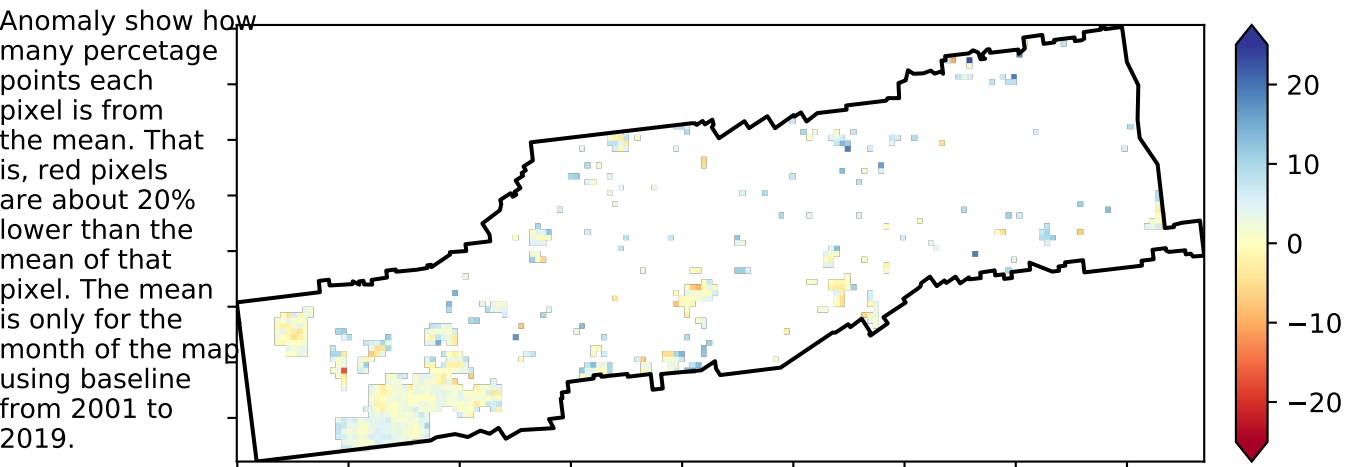 Anomaly show how
many percetage
points each
pixel is from
the mean. That
is, red pixels
are about 20%
lower than the
mean of that
pixel. The mean
is only for the
month of the map
using baseline
from 2001 to
2019.
20
10
0
−10
−20